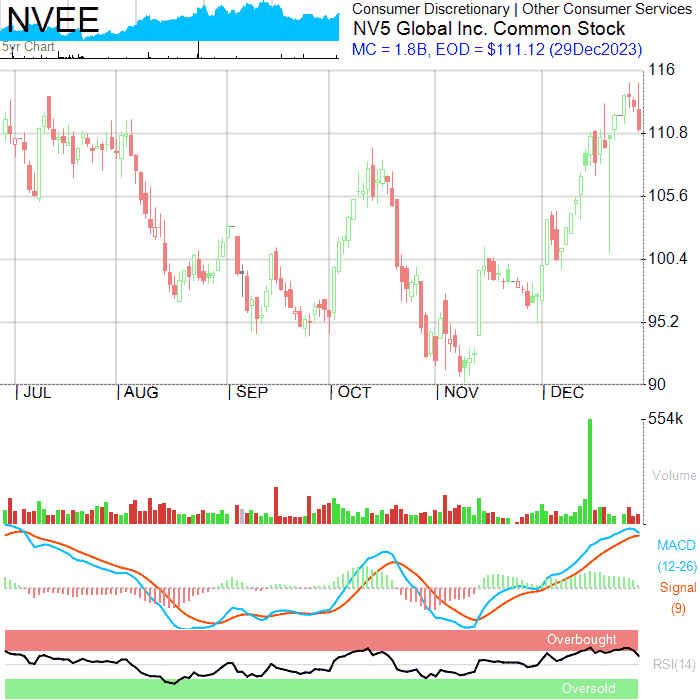 NVEE
5yr Chart
Consumer Discretionary | Other Consumer Services
NV5 Global Inc. Common Stock
MC = 1.8B, EOD = $111.12 (29Dec2023)
116
110.8
105.6
100.4
95.2
90
JUL AUG SEP OCT NOV DEC
554k
Volume
MACD
(12-26)
Signal
(9)
Overbought
RSI(14)
Oversold